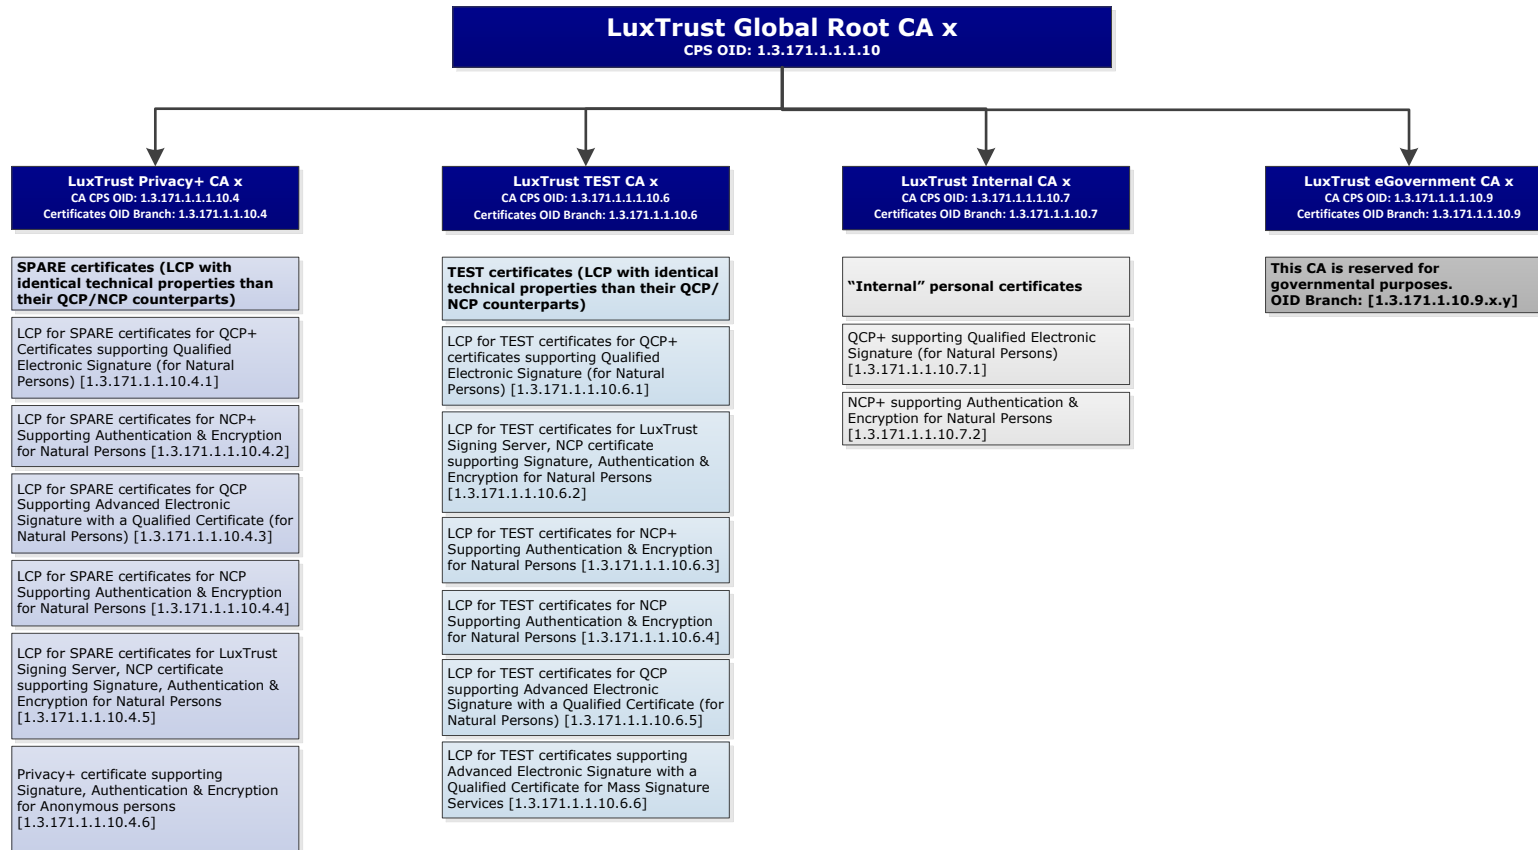 LuxTrust Global Root CA x
CPS OID: 1.3.171.1.1.1.10
LuxTrust Privacy+ CA x
CA CPS OID: 1.3.171.1.1.1.10.4
Certificates OID Branch: 1.3.171.1.1.10.4
SPARE certificates (LCP with
identical technical properties than
their QCP/NCP counterparts)
LCP for SPARE certificates for QCP+
Certificates supporting Qualified
Electronic Signature (for Natural
Persons) [1.3.171.1.1.10.4.1]
LCP for SPARE certificates for NCP+
Supporting Authentication & Encryption
for Natural Persons [1.3.171.1.1.10.4.2]
LCP for SPARE certificates for QCP
Supporting Advanced Electronic
Signature with a Qualified Certificate (for
Natural Persons) [1.3.171.1.1.10.4.3]
LCP for SPARE certificates for NCP
Supporting Authentication & Encryption
for Natural Persons [1.3.171.1.1.10.4.4]
LCP for SPARE certificates for LuxTrust
Signing Server, NCP certificate
supporting Signature, Authentication &
Encryption for Natural Persons
[1.3.171.1.1.10.4.5]
Privacy+ certificate supporting
Signature, Authentication & Encryption
for Anonymous persons
[1.3.171.1.1.10.4.6]
LuxTrust TEST CA x
CA CPS OID: 1.3.171.1.1.1.10.6
Certificates OID Branch: 1.3.171.1.1.10.6
TEST certificates (LCP with identical
technical properties than their QCP/
NCP counterparts)
LCP for TEST certificates for QCP+
certificates supporting Qualified
Electronic Signature (for Natural
Persons) [1.3.171.1.1.10.6.1]
LCP for TEST certificates for LuxTrust
Signing Server, NCP certificate
supporting Signature, Authentication &
Encryption for Natural Persons
[1.3.171.1.1.10.6.2]
LCP for TEST certificates for NCP+
Supporting Authentication & Encryption
for Natural Persons [1.3.171.1.1.10.6.3]
LCP for TEST certificates for NCP
Supporting Authentication & Encryption
for Natural Persons [1.3.171.1.1.10.6.4]
LCP for TEST certificates for QCP
supporting Advanced Electronic
Signature with a Qualified Certificate (for
Natural Persons) [1.3.171.1.1.10.6.5]
LCP for TEST certificates supporting
Advanced Electronic Signature with a
Qualified Certificate for Mass Signature
Services [1.3.171.1.1.10.6.6]
LuxTrust Internal CA x
CA CPS OID: 1.3.171.1.1.1.10.7
Certificates OID Branch: 1.3.171.1.1.10.7
“Internal” personal certificates
QCP+ supporting Qualified Electronic
Signature (for Natural Persons)
[1.3.171.1.1.10.7.1]
NCP+ supporting Authentication &
Encryption for Natural Persons
[1.3.171.1.1.10.7.2]
LuxTrust eGovernment CA x
CA CPS OID: 1.3.171.1.1.1.10.9
Certificates OID Branch: 1.3.171.1.1.10.9
This CA is reserved for
governmental purposes.
OID Branch: [1.3.171.1.1.10.9.x.y]